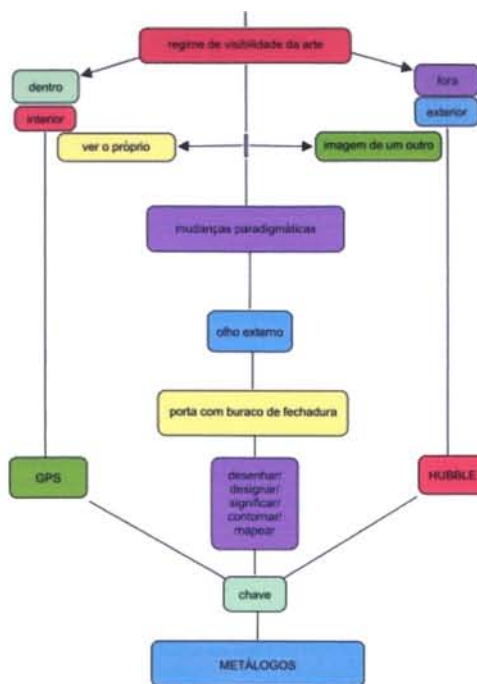 regime de visibilidade da arte
dentro
fora
interior
exterior
ver o próprio
imagem de um outro
mudanças paradigmáticas
olho externo
porta com buraco de fechadura
GPS
desenhar/
designar/
significar/
contornar/
mapear
HUBBLE
chave
METÁLOGOS